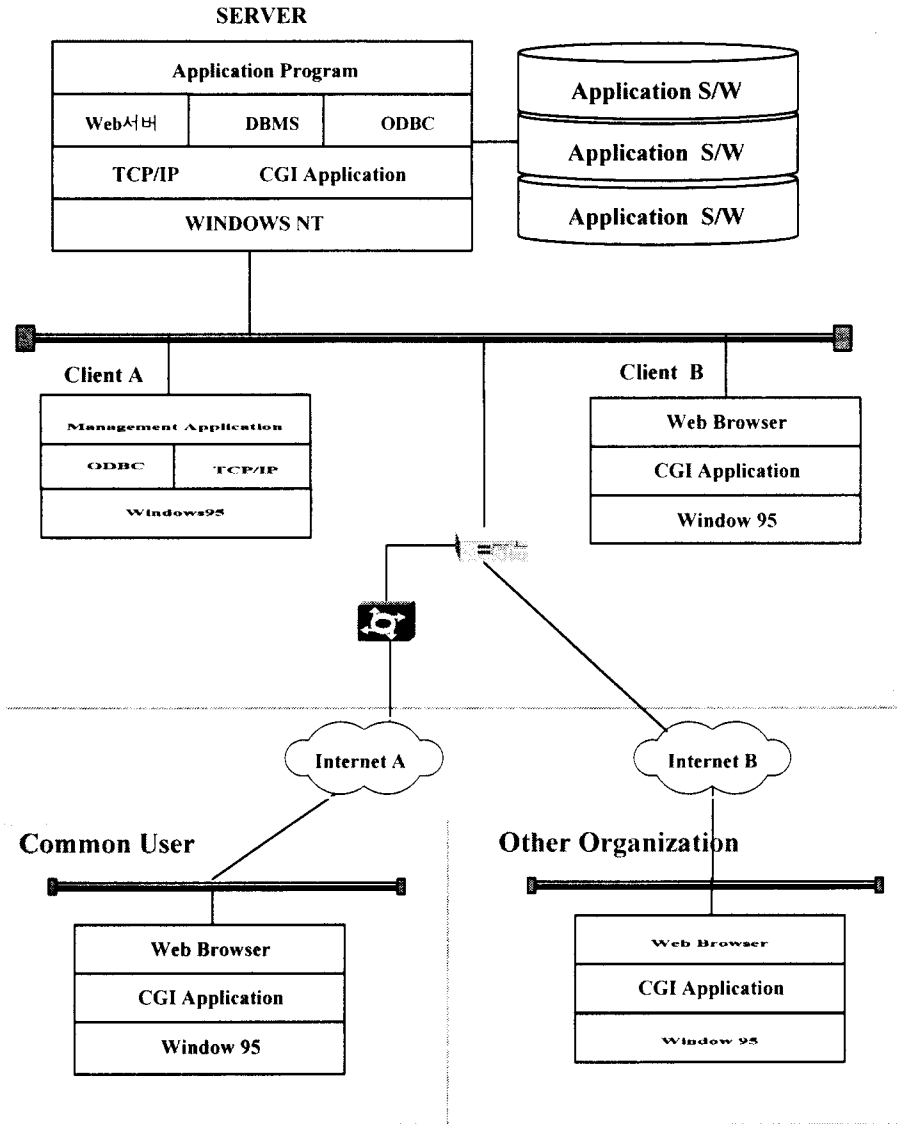 SERVER
Application Program
Web서버 DBMS ODBC
TCP/IP CGI Application
WINDOWS NT
Application S/W
Application S/W
Application S/W
Client A
Management Application
ODBC TCP/IP
Windows95
Client B
Web Browser
CGI Application
Window 95
Internet A
Internet B
Common User
Web Browser
CGI Application
Window 95
Other Organization
Web Browser
CGI Application
Window 95